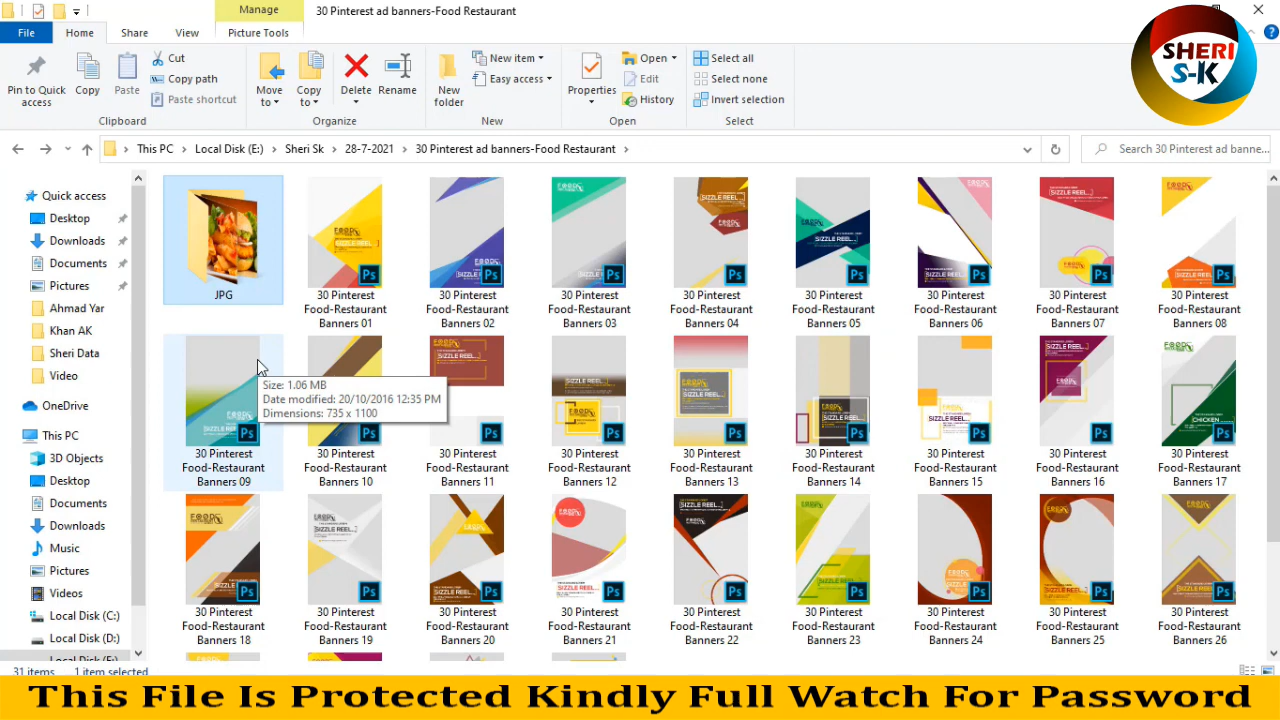 Manage
30 Pinterest ad banners-Food Restaurant
File
Home
Share
View
Picture Tools
Pin to Quick access
Copy
Paste
Cut
Copy path
Paste shortcut
Clipboard
Move to
Copy to
Delete
Rename
Organize
New folder
New item
Easy access
New
Properties
Open
Edit
History
Open
Select all
Select none
Invert selection
Select
SHERI
S-K
This PC
Local Disk (E:)
Sheri Sk
28-7-2021
30 Pinterest ad banners-Food Restaurant
Search 30 Pinterest ad banne...
Quick access
Desktop
Downloads
Documents
Pictures
Ahmad Yar
Khan AK
Sheri Data
Video
OneDrive
This PC
3D Objects
Desktop
Documents
Downloads
Music
Pictures
Videos
Local Disk (C:)
Local Disk (D:)
Local Disk (E:)
JPG
30 Pinterest Food-Restaurant Banners 01
30 Pinterest Food-Restaurant Banners 02
30 Pinterest Food-Restaurant Banners 03
30 Pinterest Food-Restaurant Banners 04
30 Pinterest Food-Restaurant Banners 05
30 Pinterest Food-Restaurant Banners 06
30 Pinterest Food-Restaurant Banners 07
30 Pinterest Food-Restaurant Banners 08
Size: 1.06 MB
Date modified: 20/10/2016 12:35 PM
Dimensions: 735 x 1100
30 Pinterest Food-Restaurant Banners 09
30 Pinterest Food-Restaurant Banners 10
30 Pinterest Food-Restaurant Banners 11
30 Pinterest Food-Restaurant Banners 12
30 Pinterest Food-Restaurant Banners 13
30 Pinterest Food-Restaurant Banners 14
30 Pinterest Food-Restaurant Banners 15
30 Pinterest Food-Restaurant Banners 16
30 Pinterest Food-Restaurant Banners 17
30 Pinterest Food-Restaurant Banners 18
30 Pinterest Food-Restaurant Banners 19
30 Pinterest Food-Restaurant Banners 20
30 Pinterest Food-Restaurant Banners 21
30 Pinterest Food-Restaurant Banners 22
30 Pinterest Food-Restaurant Banners 23
30 Pinterest Food-Restaurant Banners 24
30 Pinterest Food-Restaurant Banners 25
30 Pinterest Food-Restaurant Banners 26
31 items
1 item selected
This File Is Protected Kindly Full Watch For Password